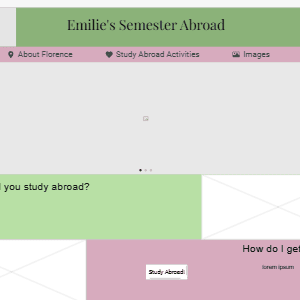 Emilie's Semester Abroad
About Florence Study Abroad Activities Images
you study abroad?
How do I get
lorem ipsum
Study Abroad!